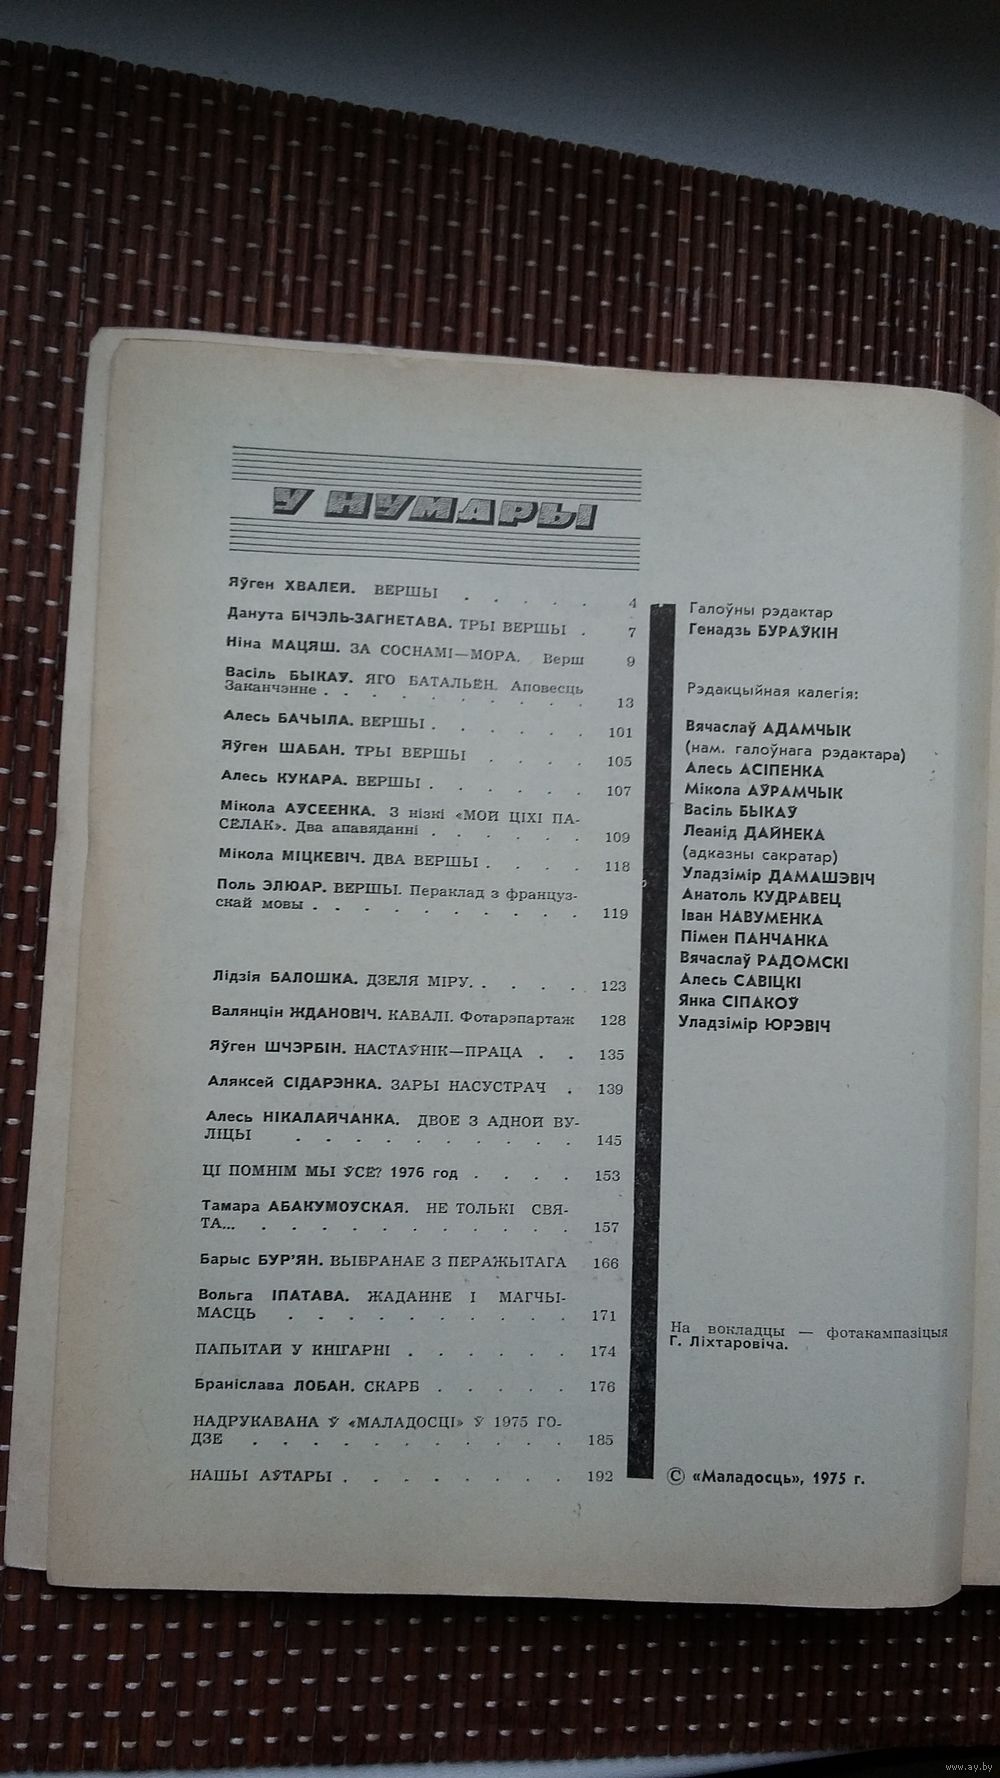 У НУМАРЫ
Яўген ХВАЛЕЙ. ВЕРШЫ . . . . . 4
Данута БІЧЭЛЬ-ЗАГНЕТАВА. ТРЫ ВЕРШЫ . 7
Ніна МАЦЯШ. ЗА СОСНАМІ—МОРА. Верш 9
Васіль БЫКАЎ. ЯГО БАТАЛЬЁН. Аповесць
Заканчэнне . . . . . . . . . 13
Алесь БАЧЫЛА. ВЕРШЫ . . . . . . 101
Яўген ШАБАН. ТРЫ ВЕРШЫ . . . . 105
Алесь КУКАРА. ВЕРШЫ . . . . . . 107
Мікола АЎСЕЕНКА. З нізкі «МОЙ ЦІХІ ПА-
СЁЛАК». Два апавяданні . . . . . . 109
Мікола МІЦКЕВІЧ. ДВА ВЕРШЫ . . . . 118
Поль ЭЛЮАР. ВЕРШЫ. Пераклад з француз-
скай мовы . . . . . . . . . . 119
Лідзія БАЛОШКА. ДЗЕЛЯ МІРУ. . . . . 123
Валянцін ЖДАНОВІЧ. КАВАЛІ. Фотарэпартаж 128
Яўген ШЧЭРБІН. НАСТАЎНІК—ПРАЦА . . 135
Аляксей СІДАРЭНКА. ЗАРЫ НАСУСТРАЧ . 139
Алесь НІКАЛАЙЧАНКА. ДВОЕ З АДНОЙ ВУ-
ЛІЦЫ . . . . . . . . . . 145
ЦІ ПОМНІМ МЫ ЎСЕ? 1976 год . . . . 153
Тамара АБАКУМОЎСКАЯ. НЕ ТОЛЬКІ СВЯ-
ТА... . . . . . . . . . . . 157
Барыс БУР'ЯН. ВЫБРАНАЕ З ПЕРАЖЫТАГА 166
Вольга ІПАТАВА. ЖАДАННЕ І МАГЧЫ-
МАСЦЬ . . . . . . . . . . 171
ПАПЫТАЙ У КНІГАРНІ . . . . . . 174
Браніслава ЛОБАН. СКАРБ . . . . . 176
НАДРУКАВАНА Ў «МАЛАДОСЦІ» Ў 1975 ГО-
ДЗЕ . . . . . . . . . . . 185
НАШЫ АЎТАРЫ . . . . . . . . 192
Галоўны рэдактар
Генадзь БУРАЎКІН
Рэдакцыйная калегія:
Вячаслаў АДАМЧЫК
(нам. галоўнага рэдактара)
Алесь АСІПЕНКА
Мікола АЎРАМЧЫК
Васіль БЫКАЎ
Леанід ДАЙНЕКА
(адказны сакратар)
Уладзімір ДАМАШЭВІЧ
Анатоль КУДРАВЕЦ
Іван НАВУМЕНКА
Пімен ПАНЧАНКА
Вячаслаў РАДОМСКІ
Алесь САВІЦКІ
Янка СІПАКОЎ
Уладзімір ЮРЭВІЧ
На вокладцы — фотакампазіцыя
Г. Ліхтаровіча.
© «Маладосць», 1975 г.
www.ay.by